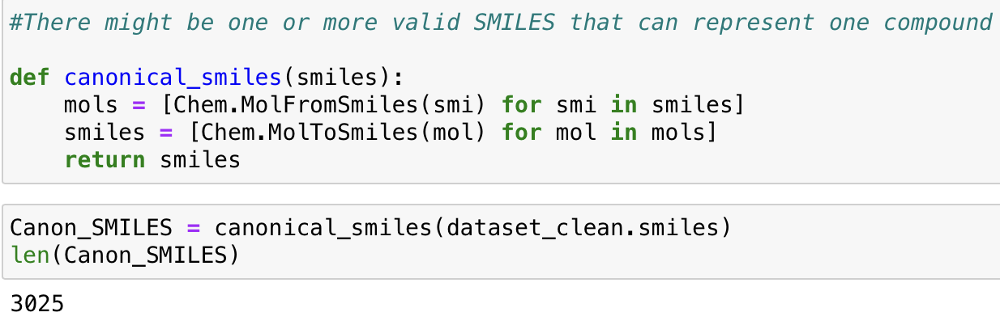 #There might be one or more valid SMILES that can represent one compound
def canonical_smiles(smiles):
    mols = [Chem.MolFromSmiles(smi) for smi in smiles]
    smiles = [Chem.MolToSmiles(mol) for mol in mols]
    return smiles
Canon_SMILES = canonical_smiles(dataset_clean.smiles)
len(Canon_SMILES)
3025